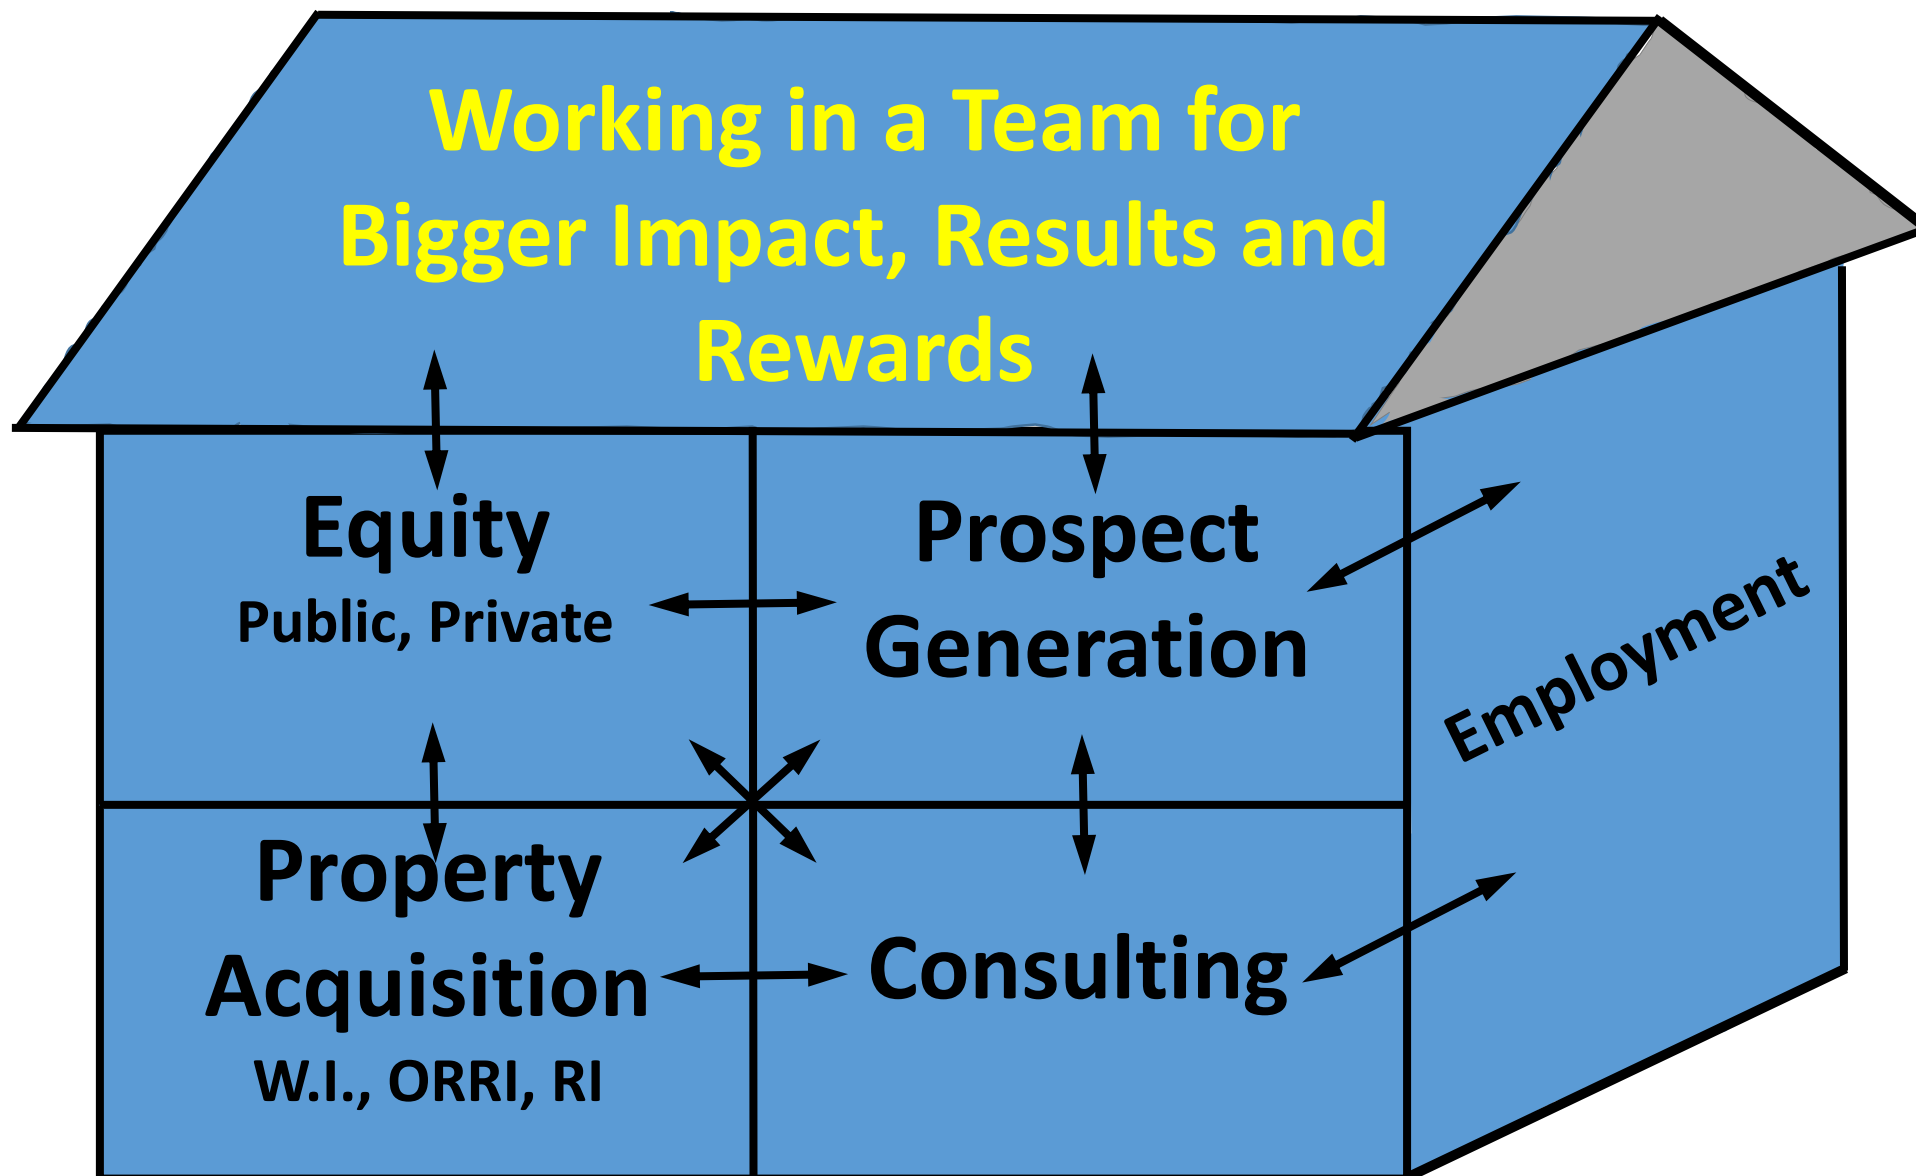 Working in a Team for
Bigger Impact, Results and
Rewards
Equity
Public, Private
Prospect
Generation
Employment
Property
Acquisition
W.I., ORRI, RI
Consulting